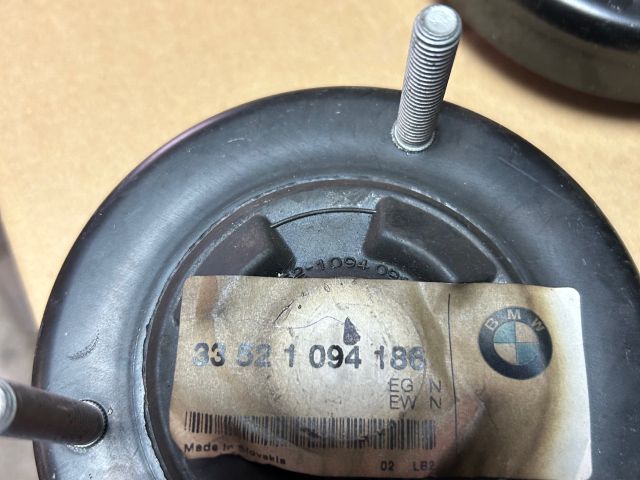 BMW
33 52 1 094 186
EG N
EW N
Made in Slovakia
02 LB2